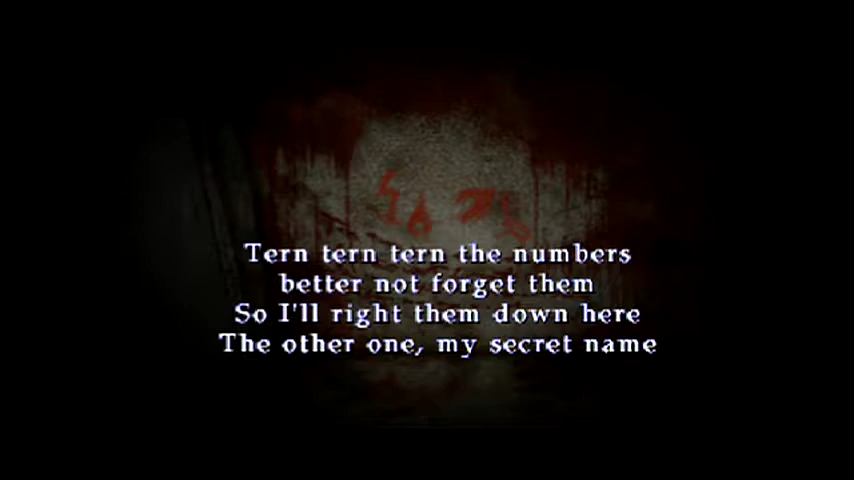 Tern tern tern the numbers
better not forget them
So I'll right them down here
The other one, my secret name